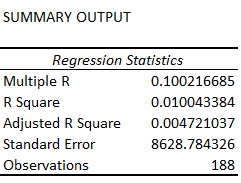 SUMMARY OUTPUT
Regression Statistics
Multiple R 0.100216685
R Square 0.010043384
Adjusted R Square 0.004721037
Standard Error 8628.784326
Observations 188